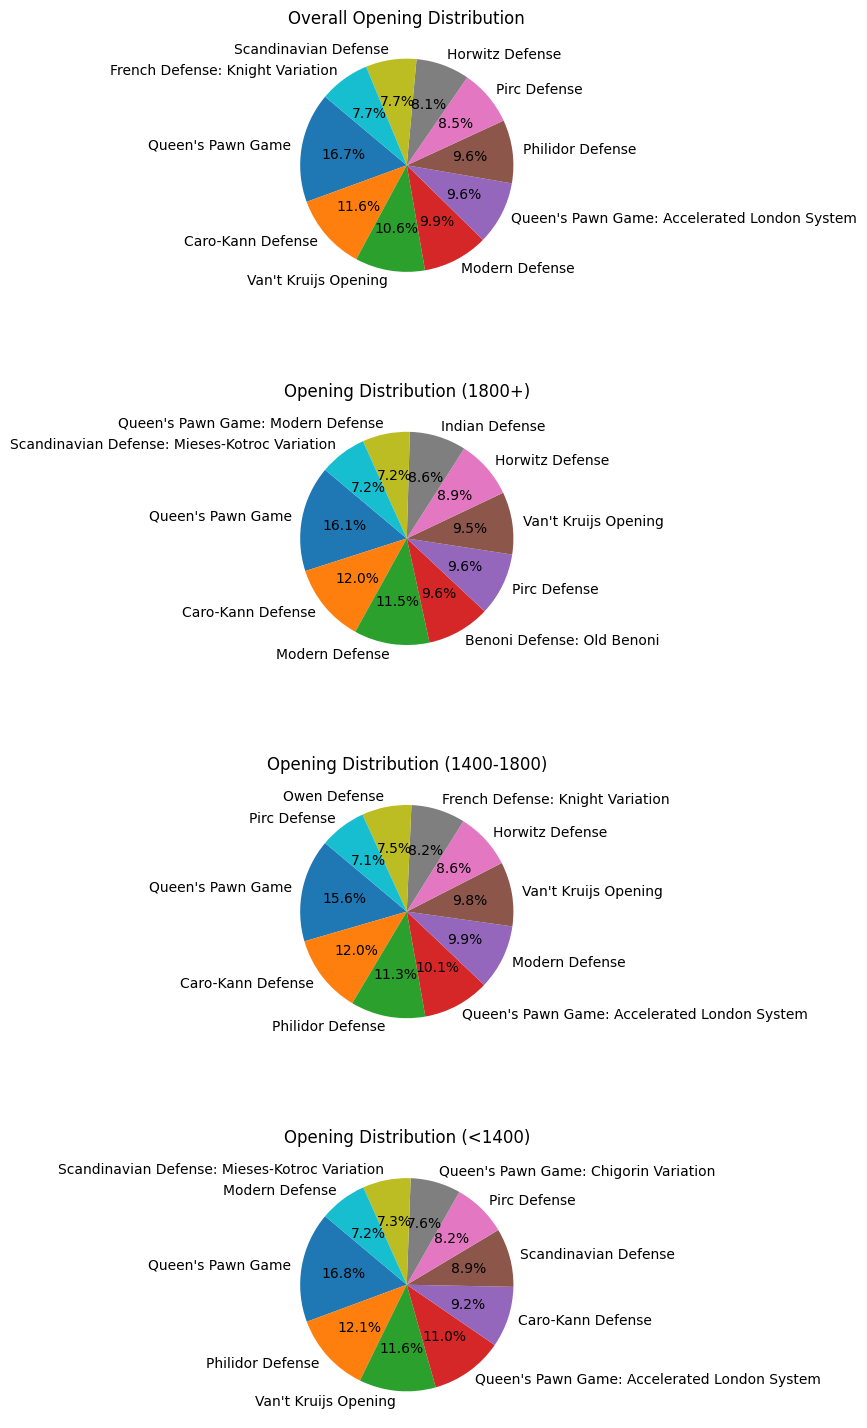 Overall Opening Distribution
Scandinavian Defense
Horwitz Defense
French Defense: Knight Variation
Pirc Defense
7.7%
8.1%
7.7%
8.5%
Queen's Pawn Game
16.7%
9.6%
Philidor Defense
11.6%
10.6%
9.9%
9.6%
Queen's Pawn Game: Accelerated London System
Caro-Kann Defense
Van't Kruijs Opening
Modern Defense
Opening Distribution (1800+)
Queen's Pawn Game: Modern Defense
Indian Defense
Scandinavian Defense: Mieses-Kotroc Variation
Horwitz Defense
7.2%
8.6%
7.2%
8.9%
Queen's Pawn Game
16.1%
9.5%
Van't Kruijs Opening
12.0%
11.5%
9.6%
9.6%
Pirc Defense
Caro-Kann Defense
Modern Defense
Benoni Defense: Old Benoni
Opening Distribution (1400-1800)
Owen Defense
French Defense: Knight Variation
Pirc Defense
Horwitz Defense
7.5%
8.2%
7.1%
8.6%
Queen's Pawn Game
15.6%
9.8%
Van't Kruijs Opening
12.0%
11.3%
10.1%
9.9%
Modern Defense
Caro-Kann Defense
Philidor Defense
Queen's Pawn Game: Accelerated London System
Opening Distribution (<1400)
Scandinavian Defense: Mieses-Kotroc Variation
Queen's Pawn Game: Chigorin Variation
Modern Defense
Pirc Defense
7.3%
7.6%
7.2%
8.2%
Queen's Pawn Game
16.8%
8.9%
Scandinavian Defense
12.1%
11.6%
11.0%
9.2%
Caro-Kann Defense
Philidor Defense
Van't Kruijs Opening
Queen's Pawn Game: Accelerated London System